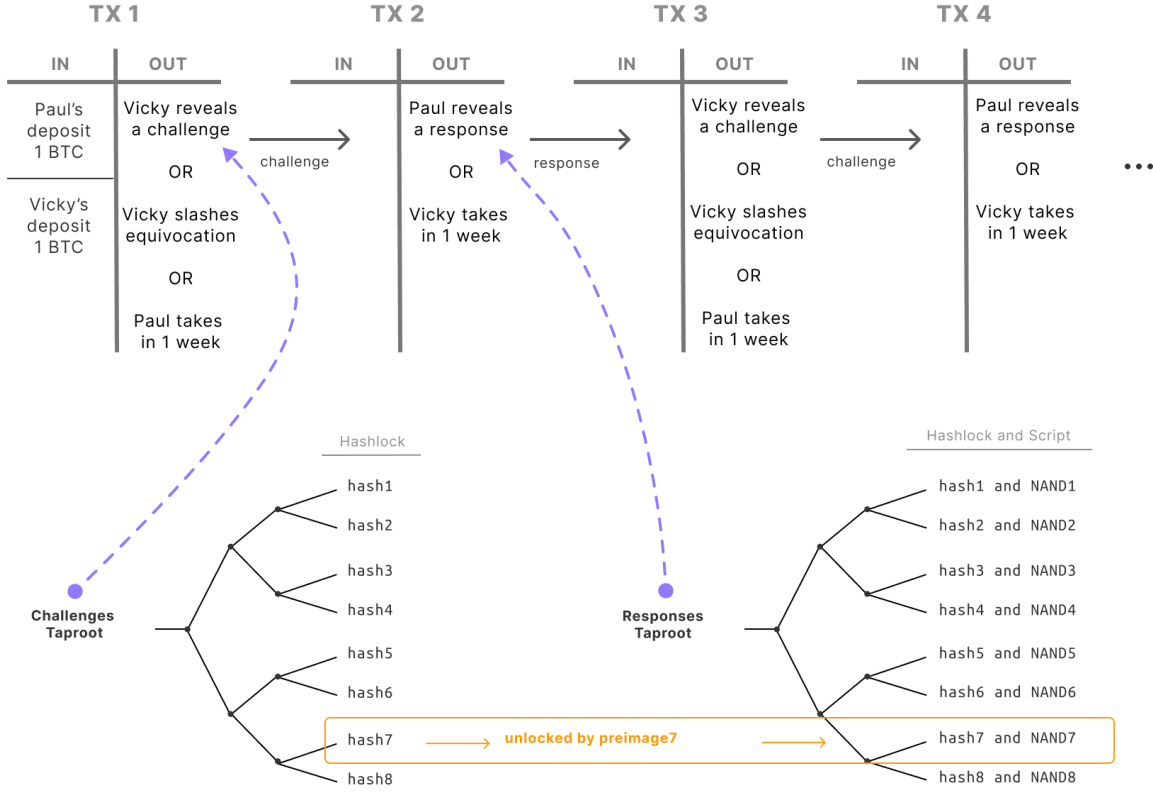 TX 1
TX 2
TX 3
TX 4
IN
OUT
IN
OUT
IN
OUT
IN
OUT
Paul's
deposit
1 BTC
Vicky's
deposit
1 BTC
Vicky reveals
a challenge
OR
Vicky slashes
equivocation
OR
Paul takes
in 1 week
challenge
Paul reveals
a response
OR
Vicky takes
in 1 week
response
Vicky reveals
a challenge
OR
Vicky slashes
equivocation
OR
Paul takes
in 1 week
challenge
Paul reveals
a response
OR
Vicky takes
in 1 week
•••
Challenges
Taproot
Hashlock
hash1
hash2
hash3
hash4
hash5
hash6
hash7
hash8
unlocked by preimage7
Responses
Taproot
Hashlock and Script
hash1 and NAND1
hash2 and NAND2
hash3 and NAND3
hash4 and NAND4
hash5 and NAND5
hash6 and NAND6
hash7 and NAND7
hash8 and NAND8